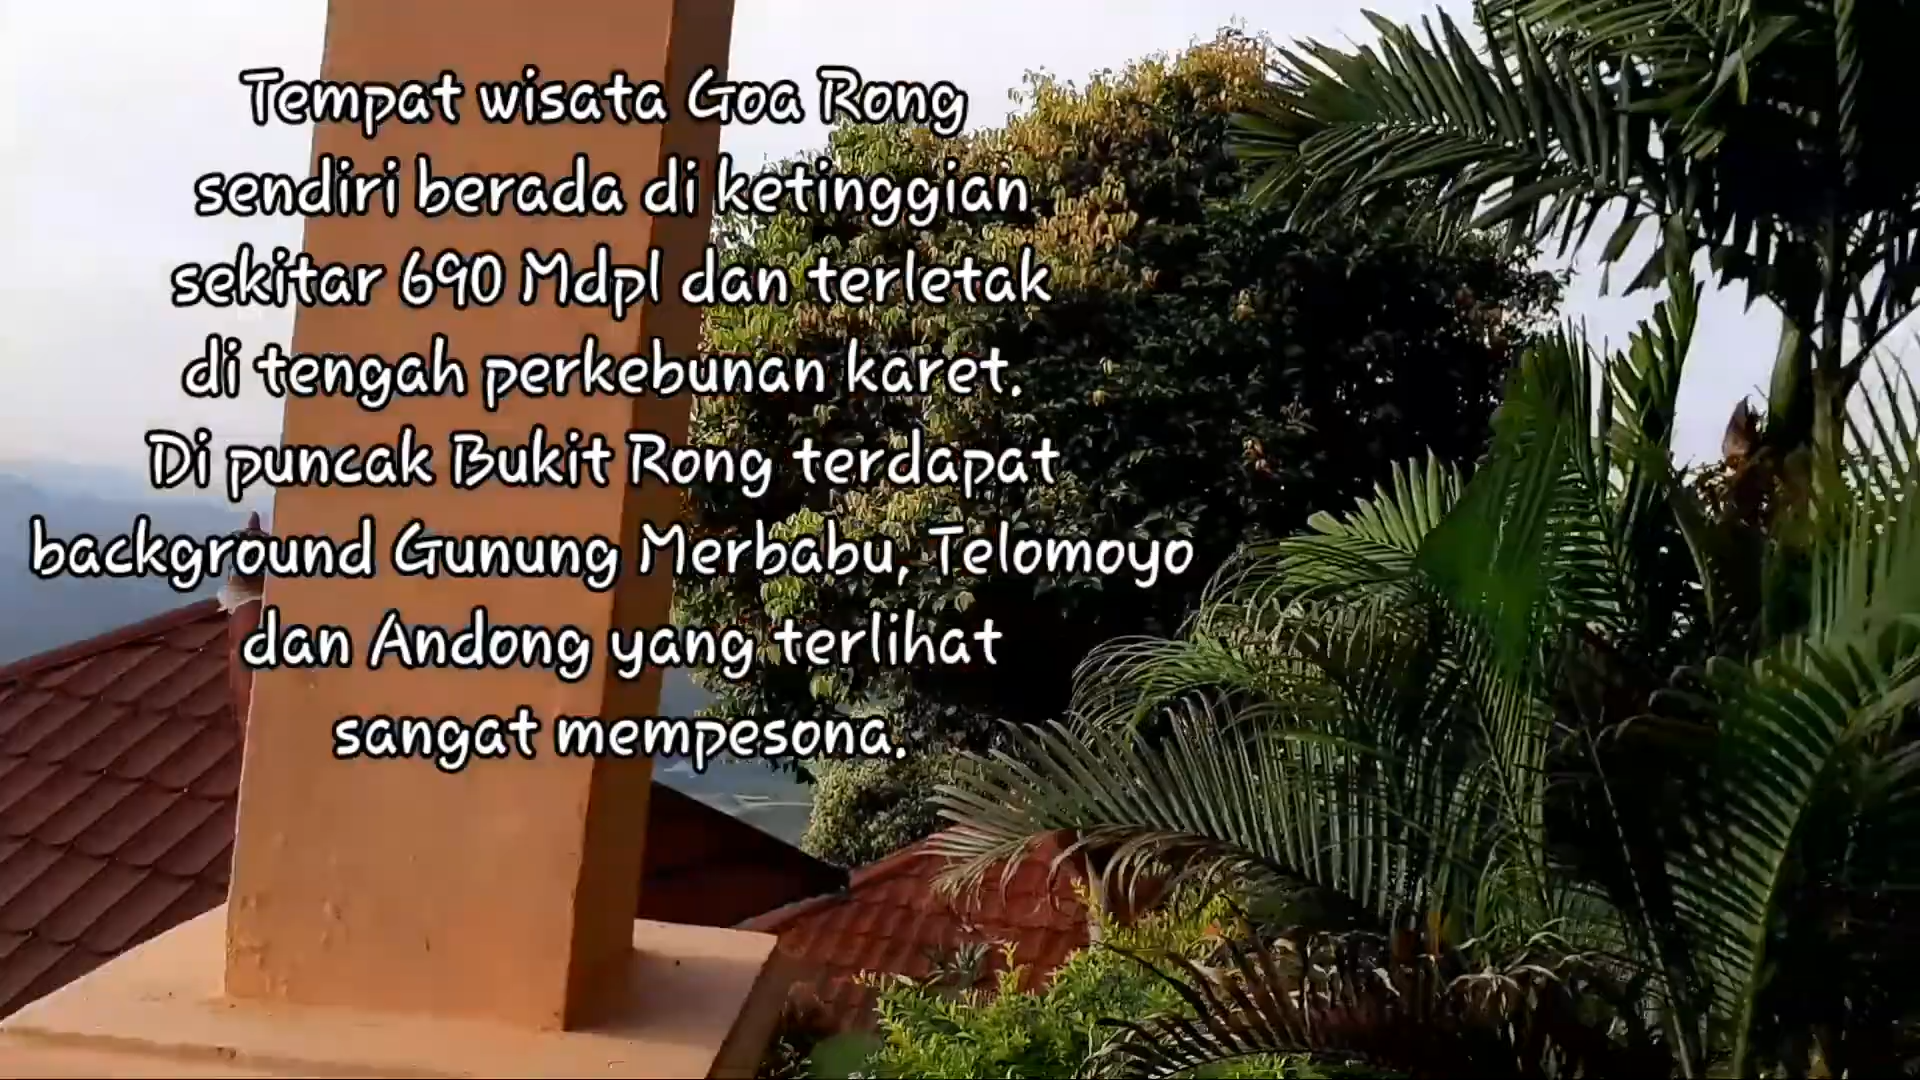 Tempat wisata Goa Rong
sendiri berada di ketinggian
sekitar 690 Mdpl dan terletak
di tengah perkebunan karet.
Di puncak Bukit Rong terdapat
background Gunung Merbabu, Telomoyo
dan Andong yang terlihat
sangat mempesona.